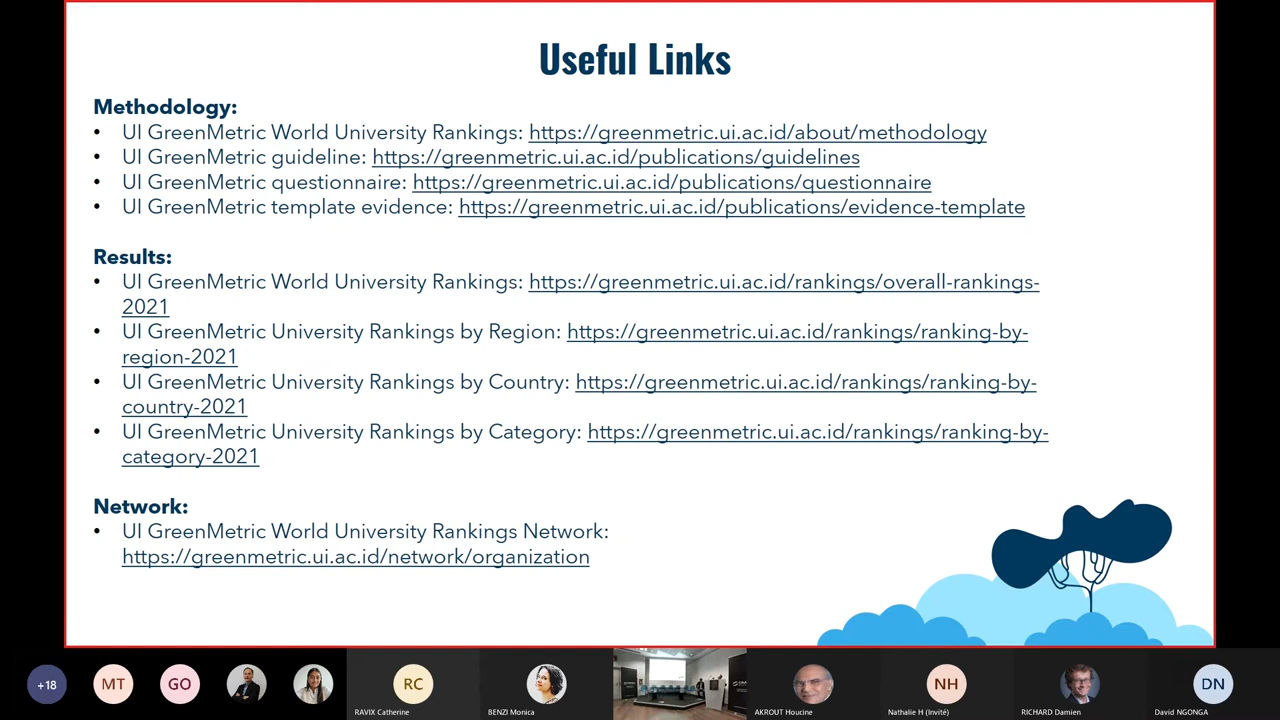 Useful Links
Methodology:
• UI GreenMetric World University Rankings: https://greenmetric.ui.ac.id/about/methodology
• UI GreenMetric guideline: https://greenmetric.ui.ac.id/publications/guidelines
• UI GreenMetric questionnaire: https://greenmetric.ui.ac.id/publications/questionnaire
• UI GreenMetric template evidence: https://greenmetric.ui.ac.id/publications/evidence-template
Results:
• UI GreenMetric World University Rankings: https://greenmetric.ui.ac.id/rankings/overall-rankings-
2021
• UI GreenMetric University Rankings by Region: https://greenmetric.ui.ac.id/rankings/ranking-by-
region-2021
• UI GreenMetric University Rankings by Country: https://greenmetric.ui.ac.id/rankings/ranking-by-
country-2021
• UI GreenMetric University Rankings by Category: https://greenmetric.ui.ac.id/rankings/ranking-by-
category-2021
Network:
• UI GreenMetric World University Rankings Network:
https://greenmetric.ui.ac.id/network/organization
+18
MT
GO
RC
NH
DN
RAVIX Catherine
BENZI Monica
AKROUT Houcine
Nathalie H (Invité)
RICHARD Damien
David NGONGA